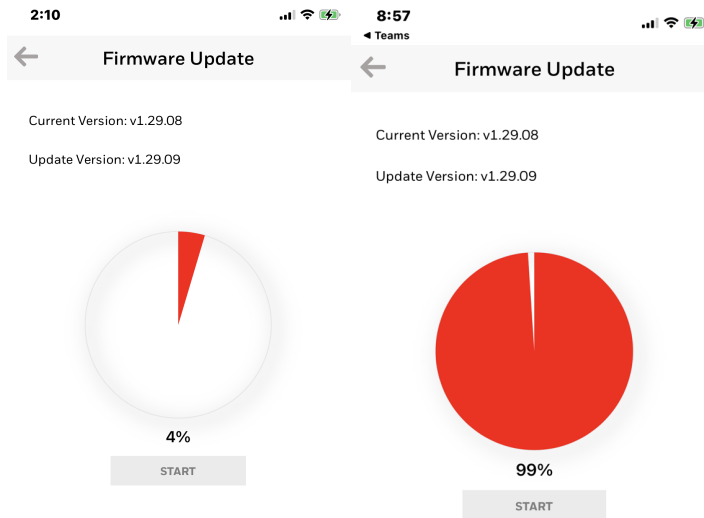 2:10
Firmware Update
Current Version: v1.29.08
Update Version: v1.29.09
4%
START
8:57
◀ Teams
Firmware Update
Current Version: v1.29.08
Update Version: v1.29.09
99%
START